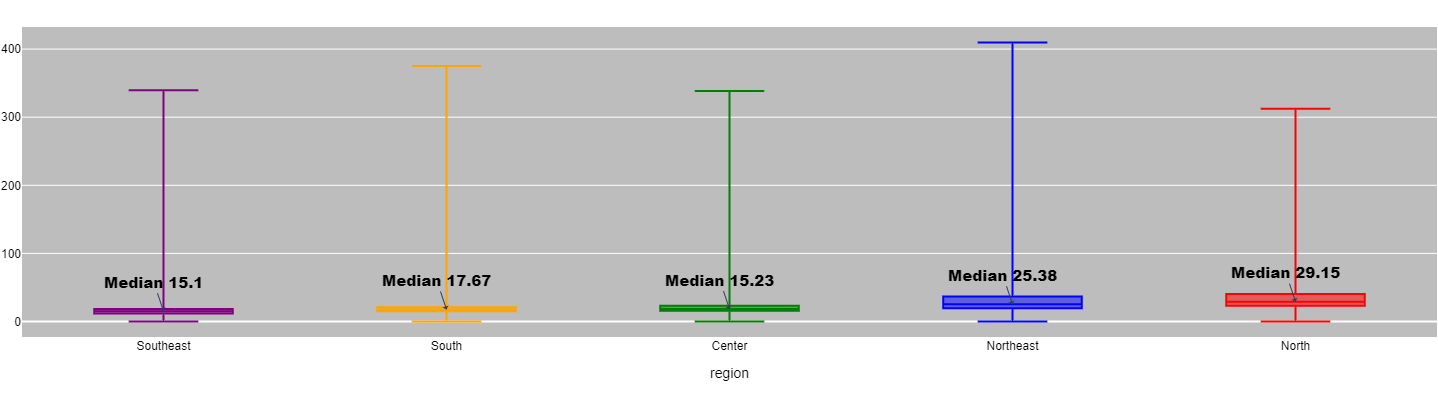 400
300
200
100
0
Median 15.1
Median 17.67
Median 15.23
Median 25.38
Median 29.15
Southeast
South
Center
Northeast
North
region